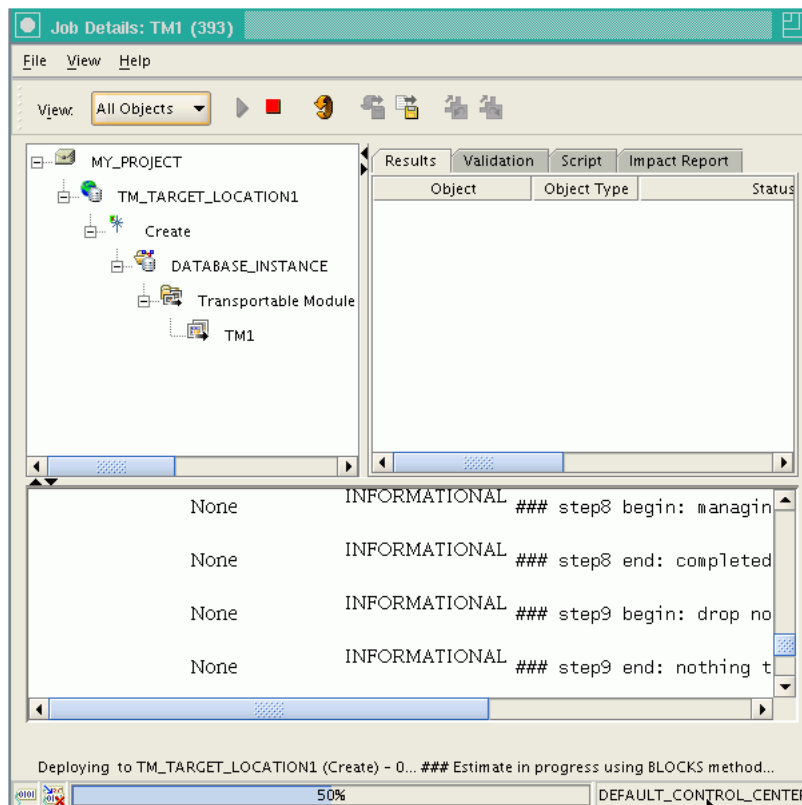 Job Details: TM1 (393)
File View Help
View: All Objects
MY_PROJECT
TM_TARGET_LOCATION1
Create
DATABASE_INSTANCE
Transportable Module
TM1
Results Validation Script Impact Report
Object Object Type Status
None INFORMATIONAL ### step8 begin: managin
None INFORMATIONAL ### step8 end: completed
None INFORMATIONAL ### step9 begin: drop no
None INFORMATIONAL ### step9 end: nothing t
Deploying to TM_TARGET_LOCATION1 (Create) - 0... ### Estimate in progress using BLOCKS method...
50% DEFAULT_CONTROL_CENTER